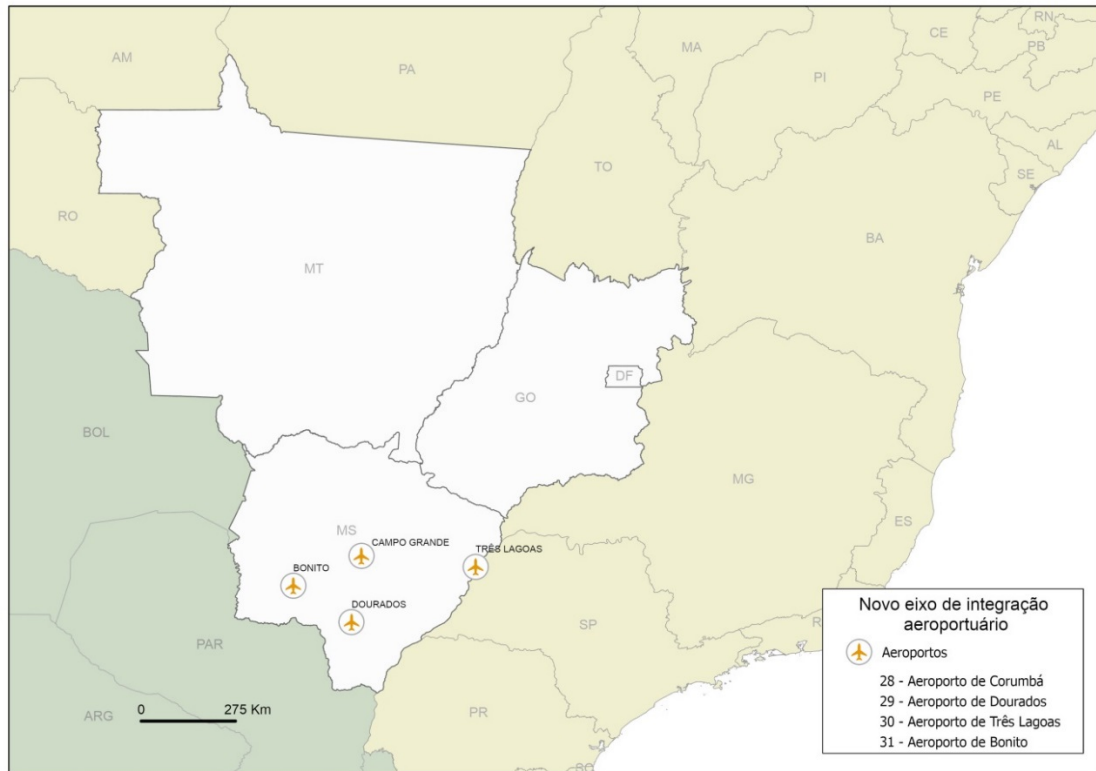 AM
PA
MA
CE
RN
PB
PI
PE
AL
SE
TO
RO
BA
MT
DF
GO
BOL
MG
ES
MS
CAMPO GRANDE
TRÊS LAGOAS
BONITO
DOURADOS
SP
PAR
0 275 Km
ARG
PR
Novo eixo de integração
aeroportuário
Aeroportos
28 - Aeroporto de Corumbá
29 - Aeroporto de Dourados
30 - Aeroporto de Três Lagoas
31 - Aeroporto de Bonito